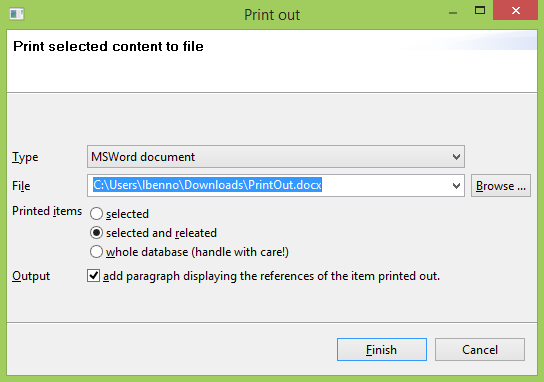 Print out
Print selected content to file
Type MSWord document
File C:\Users\lbenno\Downloads\PrintOut.docx Browse ...
Printed items selected
selected and releated
whole database (handle with care!)
Output add paragraph displaying the references of the item printed out.
Finish Cancel